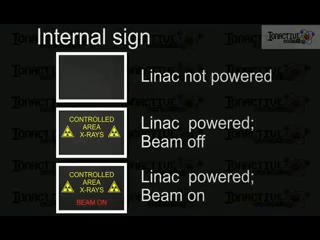 Internal sign
IONACTIVE
Linac not powered
CONTROLLED
AREA
X-RAYS
Linac powered;
Beam off
CONTROLLED
AREA
X-RAYS
BEAM ON
Linac powered;
Beam on